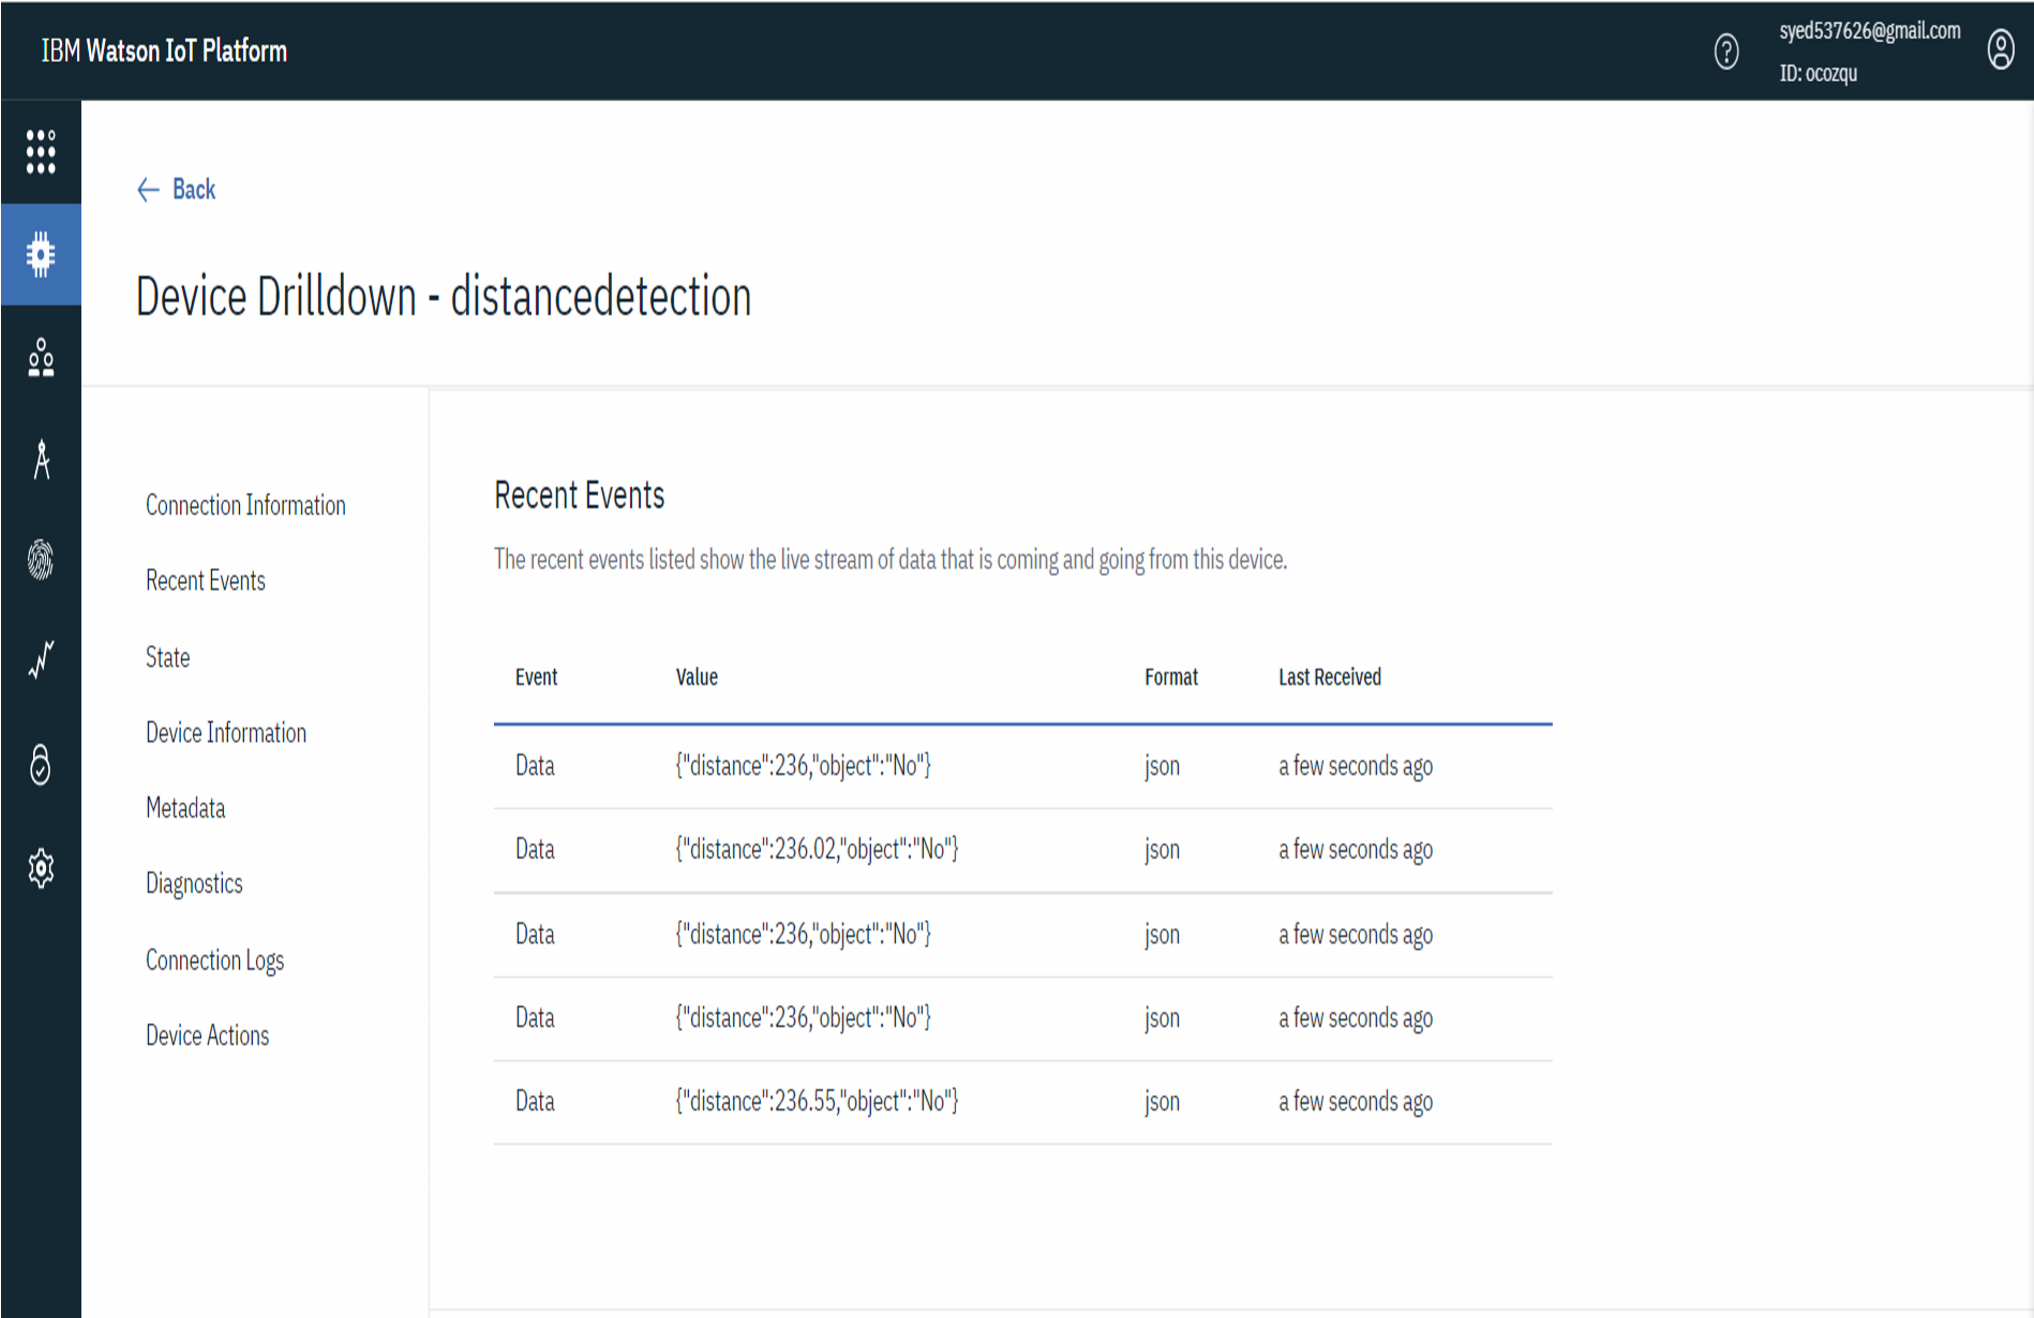 IBM Watson IoT Platform
syed537626@gmail.com
ID: ocozqu
Back
Device Drilldown - distancedetection
Connection Information
Recent Events
State
Device Information
Metadata
Diagnostics
Connection Logs
Device Actions
Recent Events
The recent events listed show the live stream of data that is coming and going from this device.
Event Value Format Last Received
Data {"distance":236,"object":"No"} json a few seconds ago
Data {"distance":236.02,"object":"No"} json a few seconds ago
Data {"distance":236,"object":"No"} json a few seconds ago
Data {"distance":236,"object":"No"} json a few seconds ago
Data {"distance":236.55,"object":"No"} json a few seconds ago